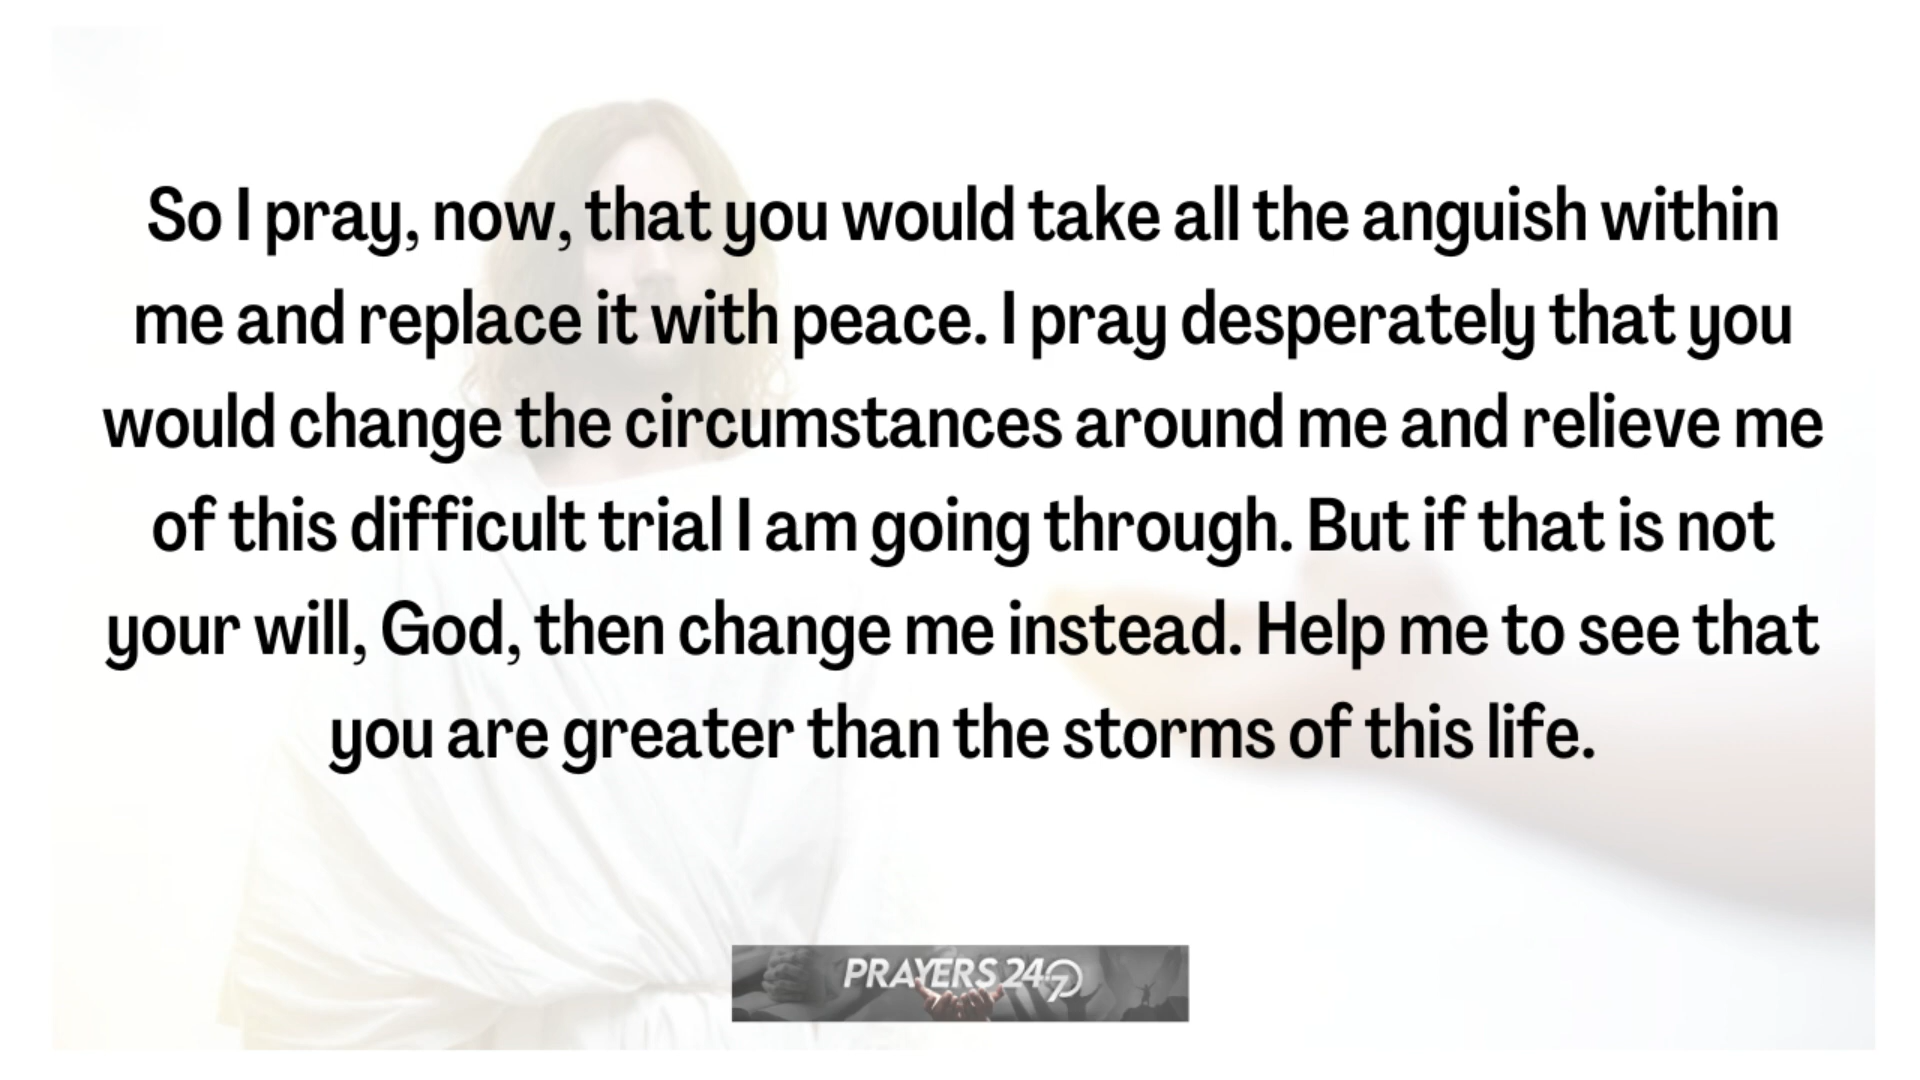 So I pray, now, that you would take all the anguish within
me and replace it with peace. I pray desperately that you
would change the circumstances around me and relieve me
of this difficult trial I am going through. But if that is not
your will, God, then change me instead. Help me to see that
you are greater than the storms of this life.
PRAYERS 24/7